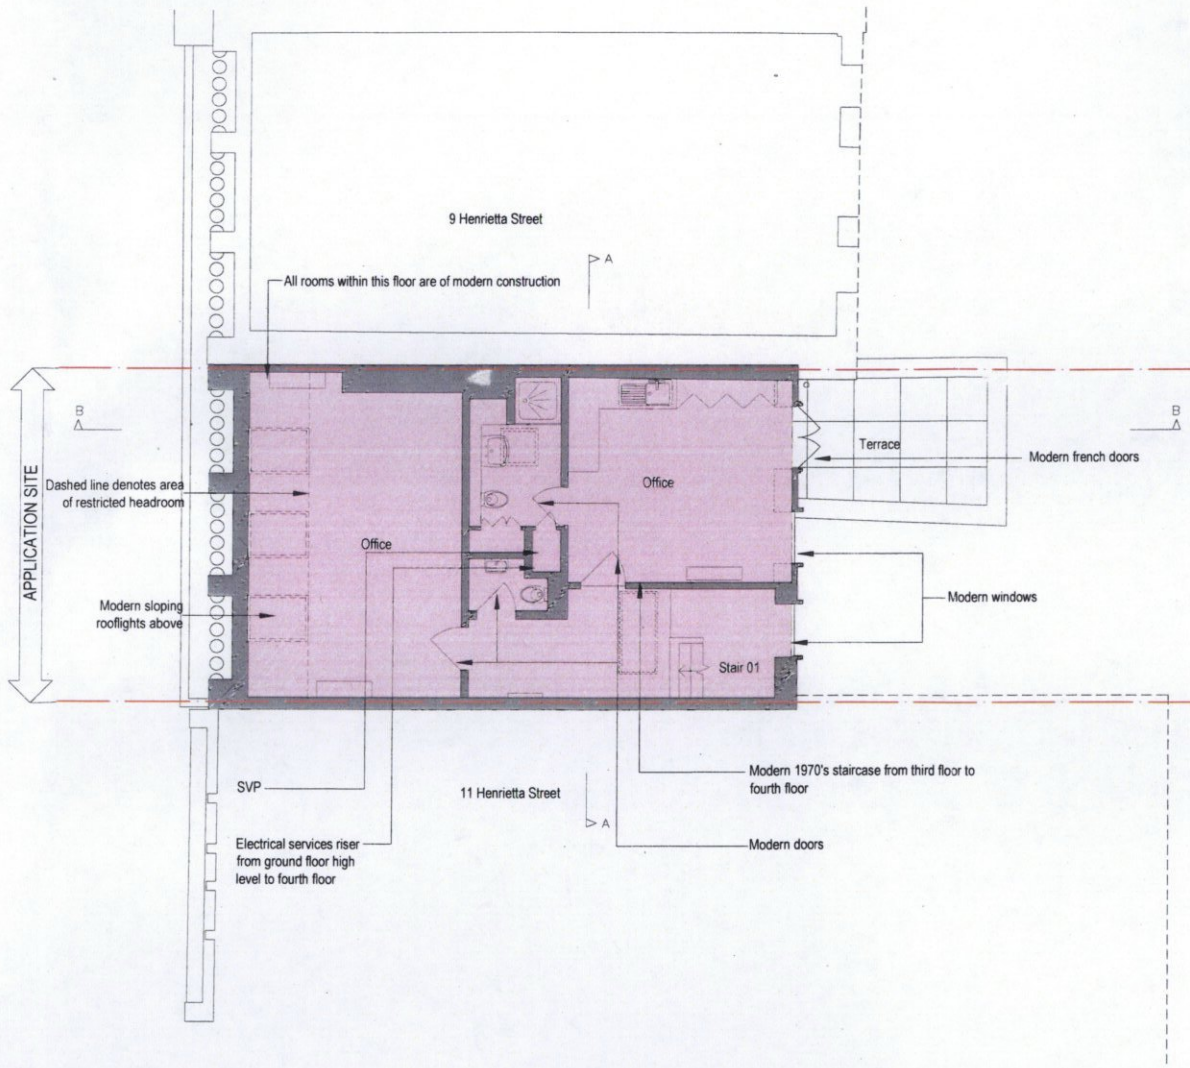 9 Henrietta Street
A
All rooms within this floor are of modern construction
B
B
APPLICATION SITE
Terrace
Modern french doors
Dashed line denotes area
of restricted headroom
Office
Office
Modern sloping
rooflights above
Modern windows
Stair 01
SVP
11 Henrietta Street
Modern 1970's staircase from third floor to
fourth floor
A
Electrical services riser
from ground floor high
level to fourth floor
Modern doors